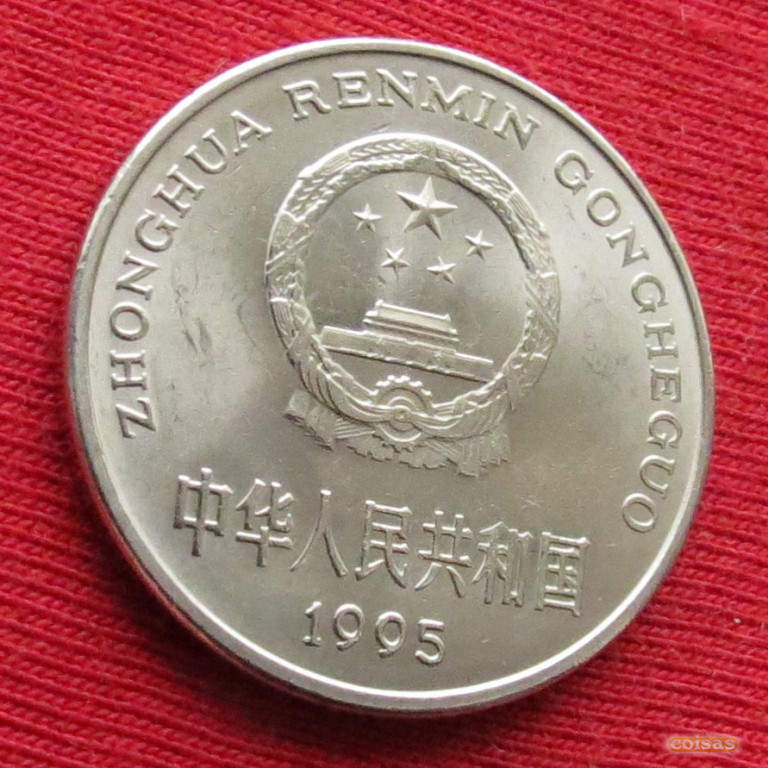 ZHONGHUA RENMIN GONGHEGUO
中华人民共和国
1995
coisas